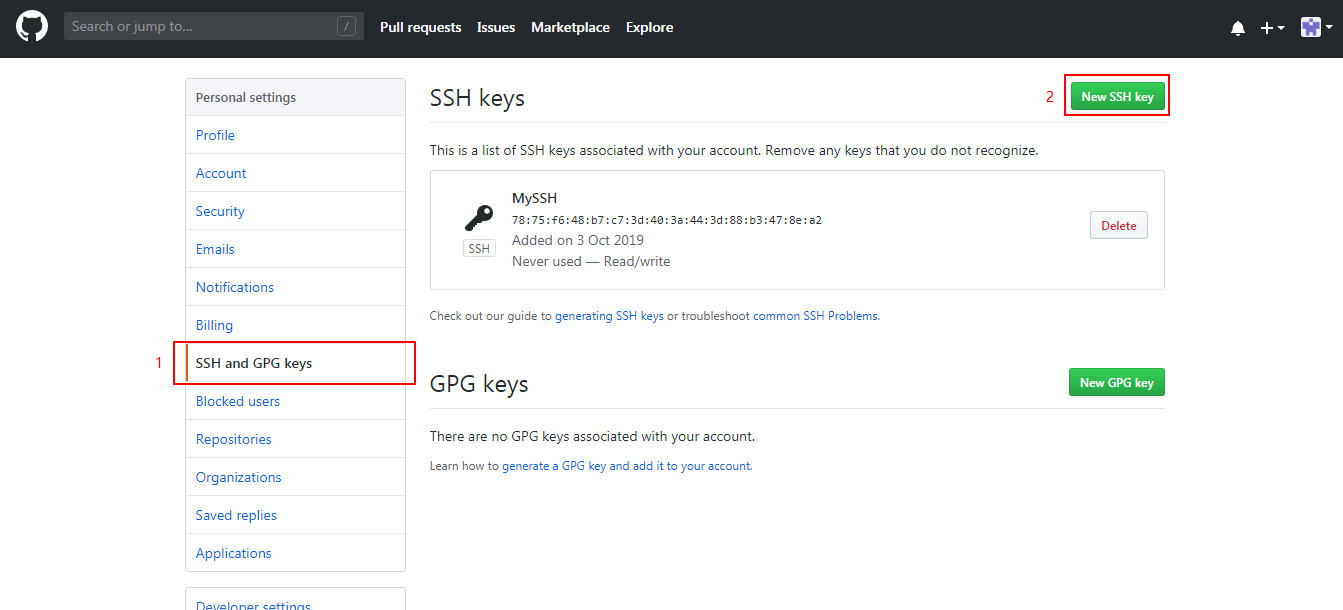 Search or jump to... / Pull requests Issues Marketplace Explore
Personal settings
Profile
Account
Security
Emails
Notifications
Billing
1 SSH and GPG keys
Blocked users
Repositories
Organizations
Saved replies
Applications
Developer settings
SSH keys 2 New SSH key
This is a list of SSH keys associated with your account. Remove any keys that you do not recognize.
MySSH
78:75:f6:48:b7:c7:3d:40:3a:44:3d:88:b3:47:8e:a2
Added on 3 Oct 2019
Never used — Read/write
SSH
Delete
Check out our guide to generating SSH keys or troubleshoot common SSH Problems.
GPG keys New GPG key
There are no GPG keys associated with your account.
Learn how to generate a GPG key and add it to your account.